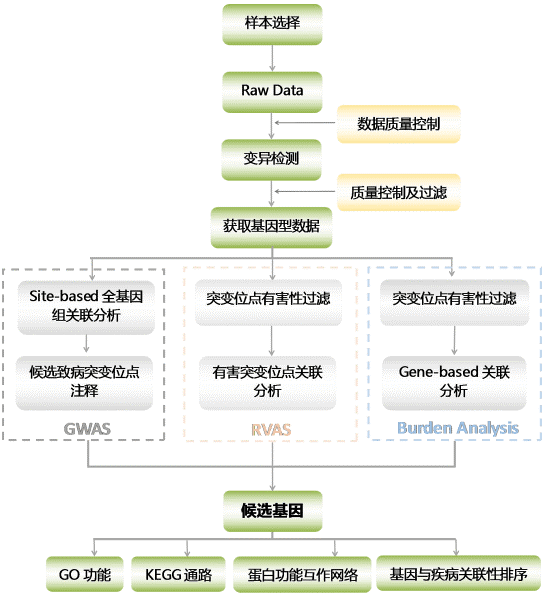 样本选择
Raw Data
数据质量控制
变异检测
质量控制及过滤
获取基因型数据
Site-based 全基因
组关联分析
候选致病突变位点
注释
GWAS
突变位点有害性过滤
有害突变位点关联
分析
RVAS
突变位点有害性过滤
Gene-based 关联
分析
Burden Analysis
候选基因
GO 功能
KEGG 通路
蛋白功能互作网络
基因与疾病关联性排序